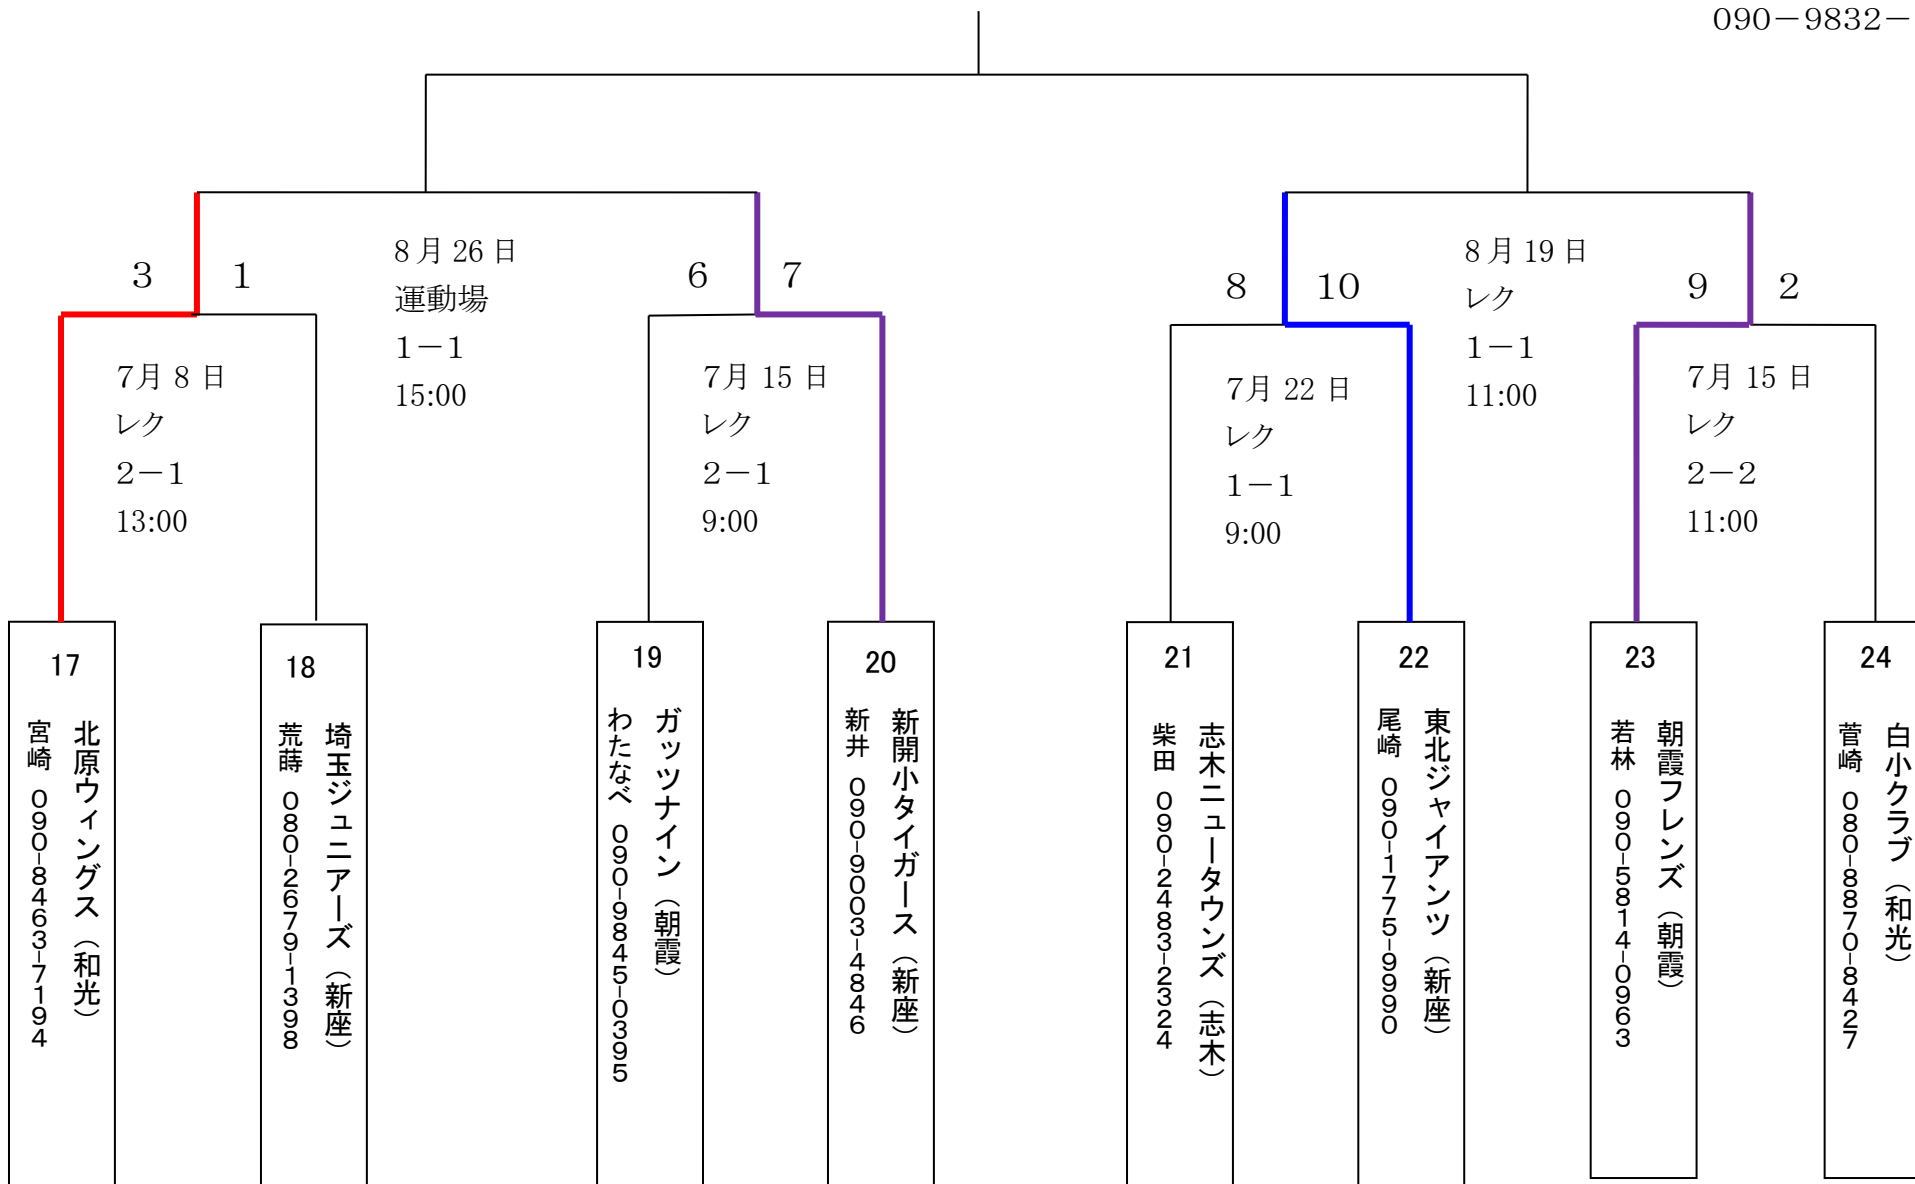 090－9832－
8月 26 日
運動場
1－1
15:00
8月 19 日
レク
1－1
11:00
3
1
6
7
8
10
9
2
7月 8 日
レク
2－1
13:00
7月 15 日
レク
2－1
9:00
7月 22 日
レク
1－1
9:00
7月 15 日
レク
2－2
11:00
17
北原ウィングス（和光）
宮崎 090-8463-7194
18
埼玉ジュニアーズ（新座）
荒蒔 080-2679-1398
19
ガッツナイン（朝霞）
わたなべ 090-9845-0395
20
新開小タイガース（新座）
新井 090-9003-4846
21
志木ニュータウンズ（志木）
柴田 090-2483-2324
22
東北ジャイアンツ（新座）
尾崎 090-1775-9990
23
朝霞フレンズ（朝霞）
若林 090-5814-0963
24
白小クラブ（和光）
菅崎 080-8870-8427